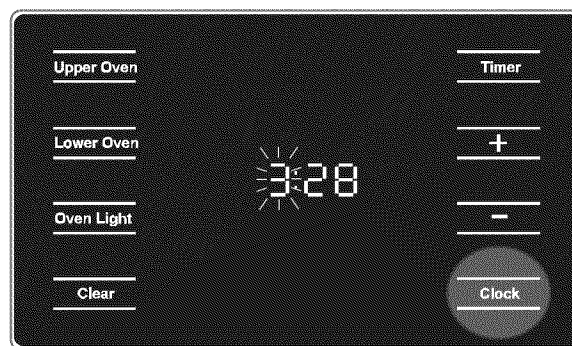 Upper Oven
Timer
Lower Oven
+
3:28
Oven Light
-
Clear
Clock